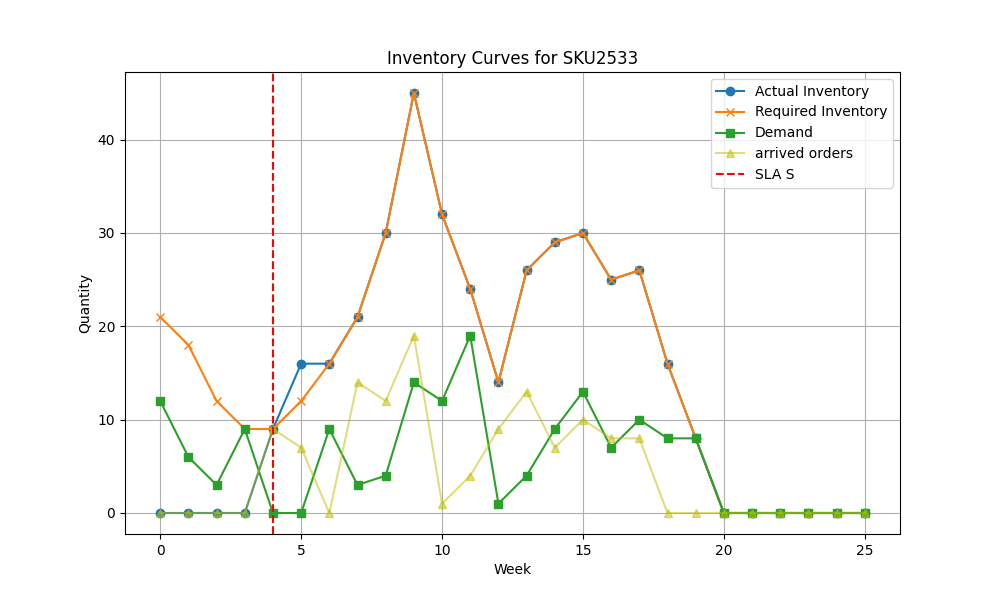 Inventory Curves for SKU2533
Actual Inventory
Required Inventory
Demand
arrived orders
SLA S
Quantity
40
30
20
10
0
0 5 10 15 20 25
Week